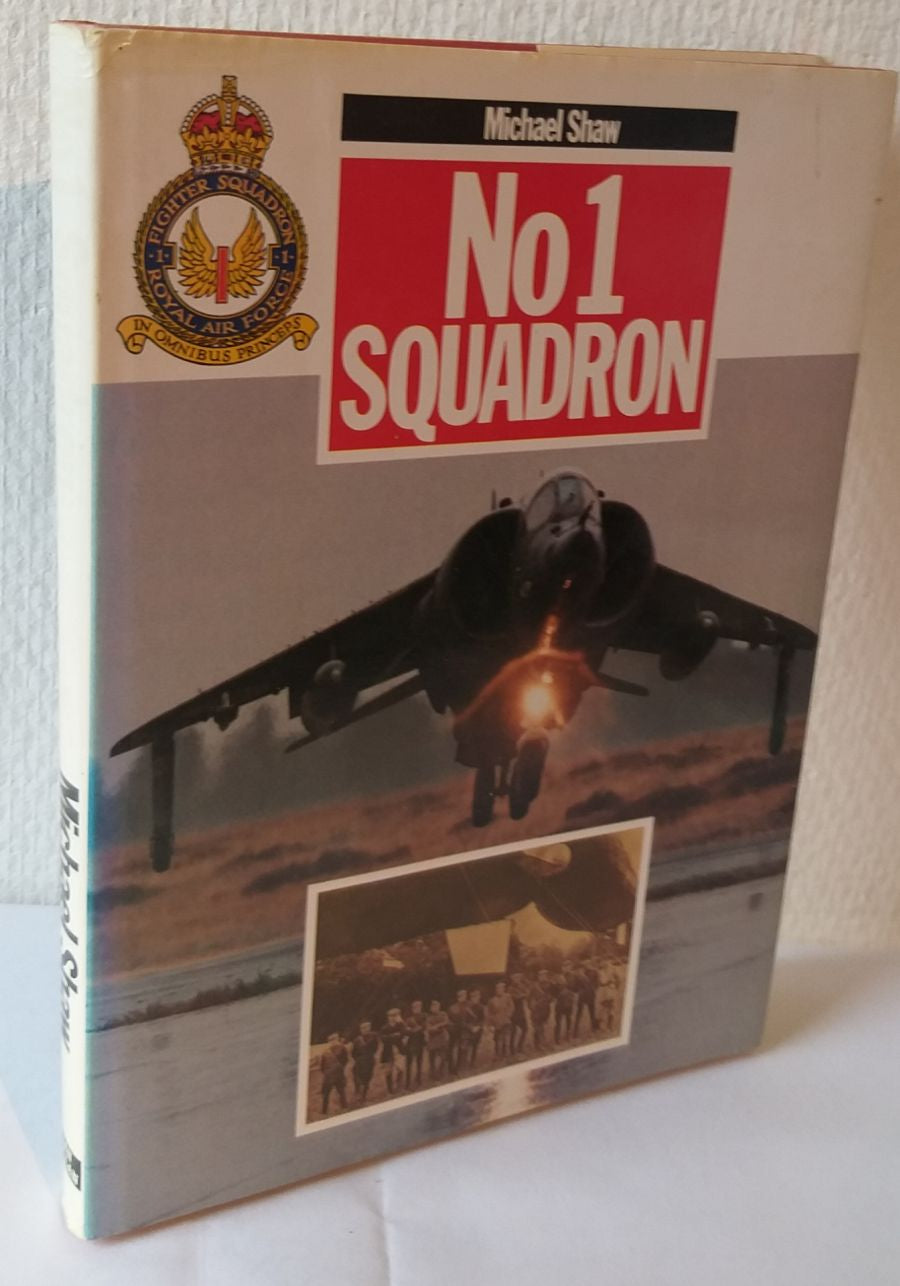 Michael Shaw
No 1
SQUADRON
FIGHTER SQUADRON
·1· ·1·
ROYAL AIR FORCE
IN OMNIBUS PRINCEPS
Michael Shaw